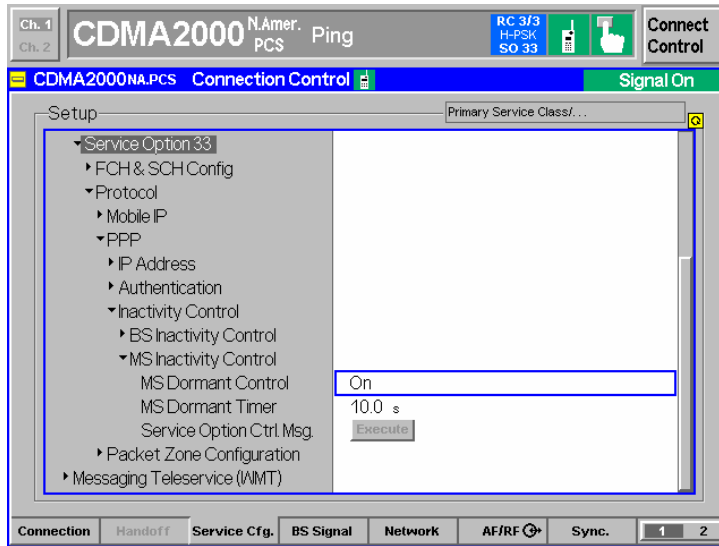 Ch. 1
Ch. 2
CDMA2000 N.Amer. PCS Ping
RC 3/3
H-PSK
SO 33
Connect Control
CDMA2000NA.PCS Connection Control
Signal On
Setup
Primary Service Class/...
Service Option 33
FCH & SCH Config
Protocol
Mobile IP
PPP
IP Address
Authentication
Inactivity Control
BS Inactivity Control
MS Inactivity Control
MS Dormant Control On
MS Dormant Timer 10.0 s
Service Option Ctrl. Msg. Execute
Packet Zone Configuration
Messaging Teleservice (WMT)
Connection Handoff Service Cfg. BS Signal Network AF/RF Sync. 1 2